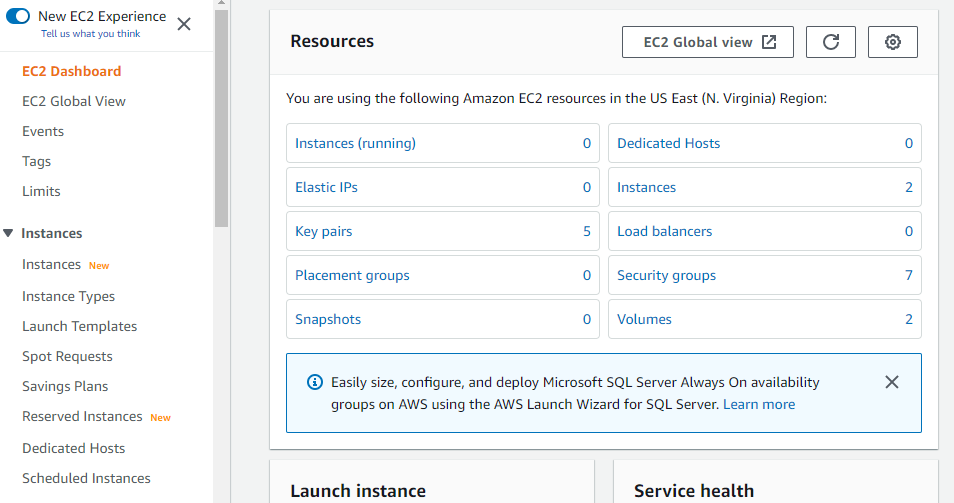 New EC2 Experience
Tell us what you think
EC2 Dashboard
EC2 Global View
Events
Tags
Limits
Instances
Instances New
Instance Types
Launch Templates
Spot Requests
Savings Plans
Reserved Instances New
Dedicated Hosts
Scheduled Instances
Resources
EC2 Global view
You are using the following Amazon EC2 resources in the US East (N. Virginia) Region:
Instances (running) 0
Dedicated Hosts 0
Elastic IPs 0
Instances 2
Key pairs 5
Load balancers 0
Placement groups 0
Security groups 7
Snapshots 0
Volumes 2
Easily size, configure, and deploy Microsoft SQL Server Always On availability
groups on AWS using the AWS Launch Wizard for SQL Server. Learn more
Launch instance
Service health